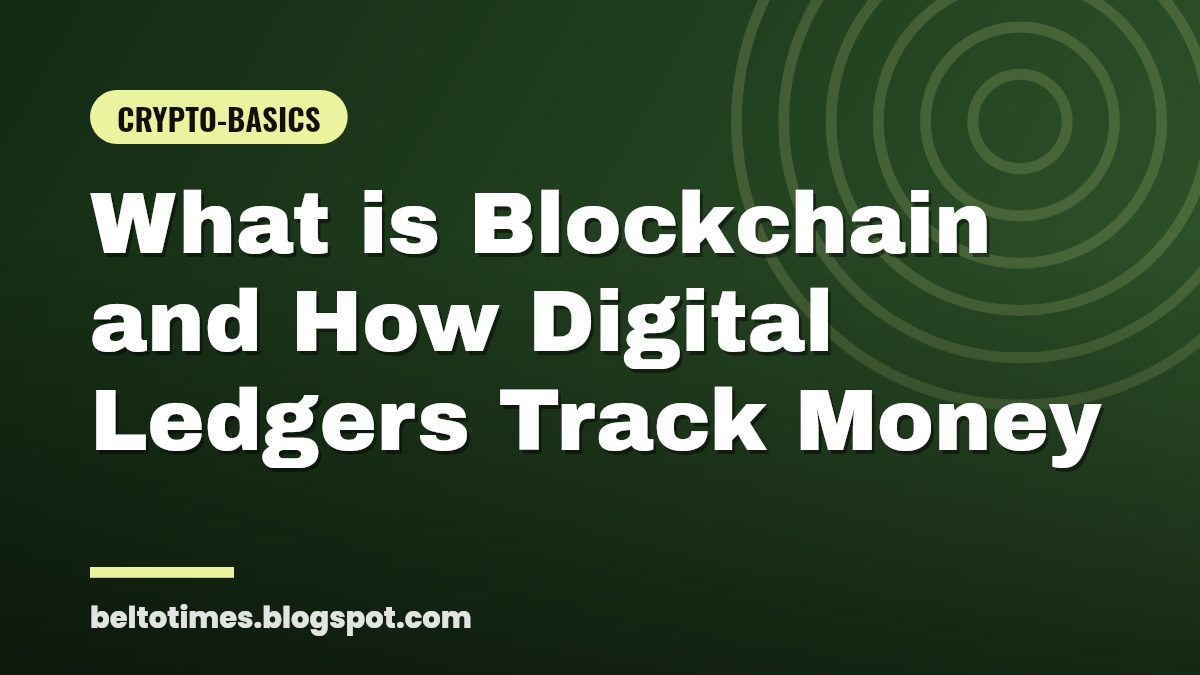 CRYPTO-BASICS
What is Blockchain
and How Digital
Ledgers Track Money
beltotimes.blogspot.com